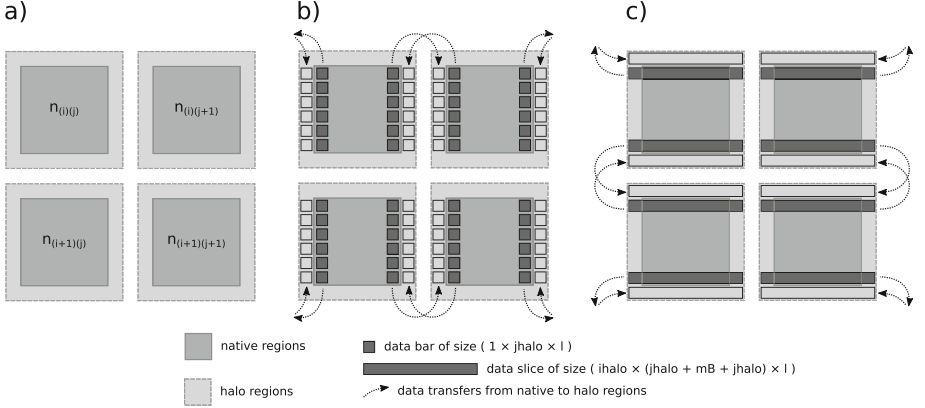 a)
b)
c)
n(i)(j)
n(i)(j+1)
n(i+1)(j)
n(i+1)(j+1)
native regions
halo regions
data bar of size ( 1 × jhalo × l )
data slice of size ( ihalo × (jhalo + mB + jhalo) × l )
data transfers from native to halo regions